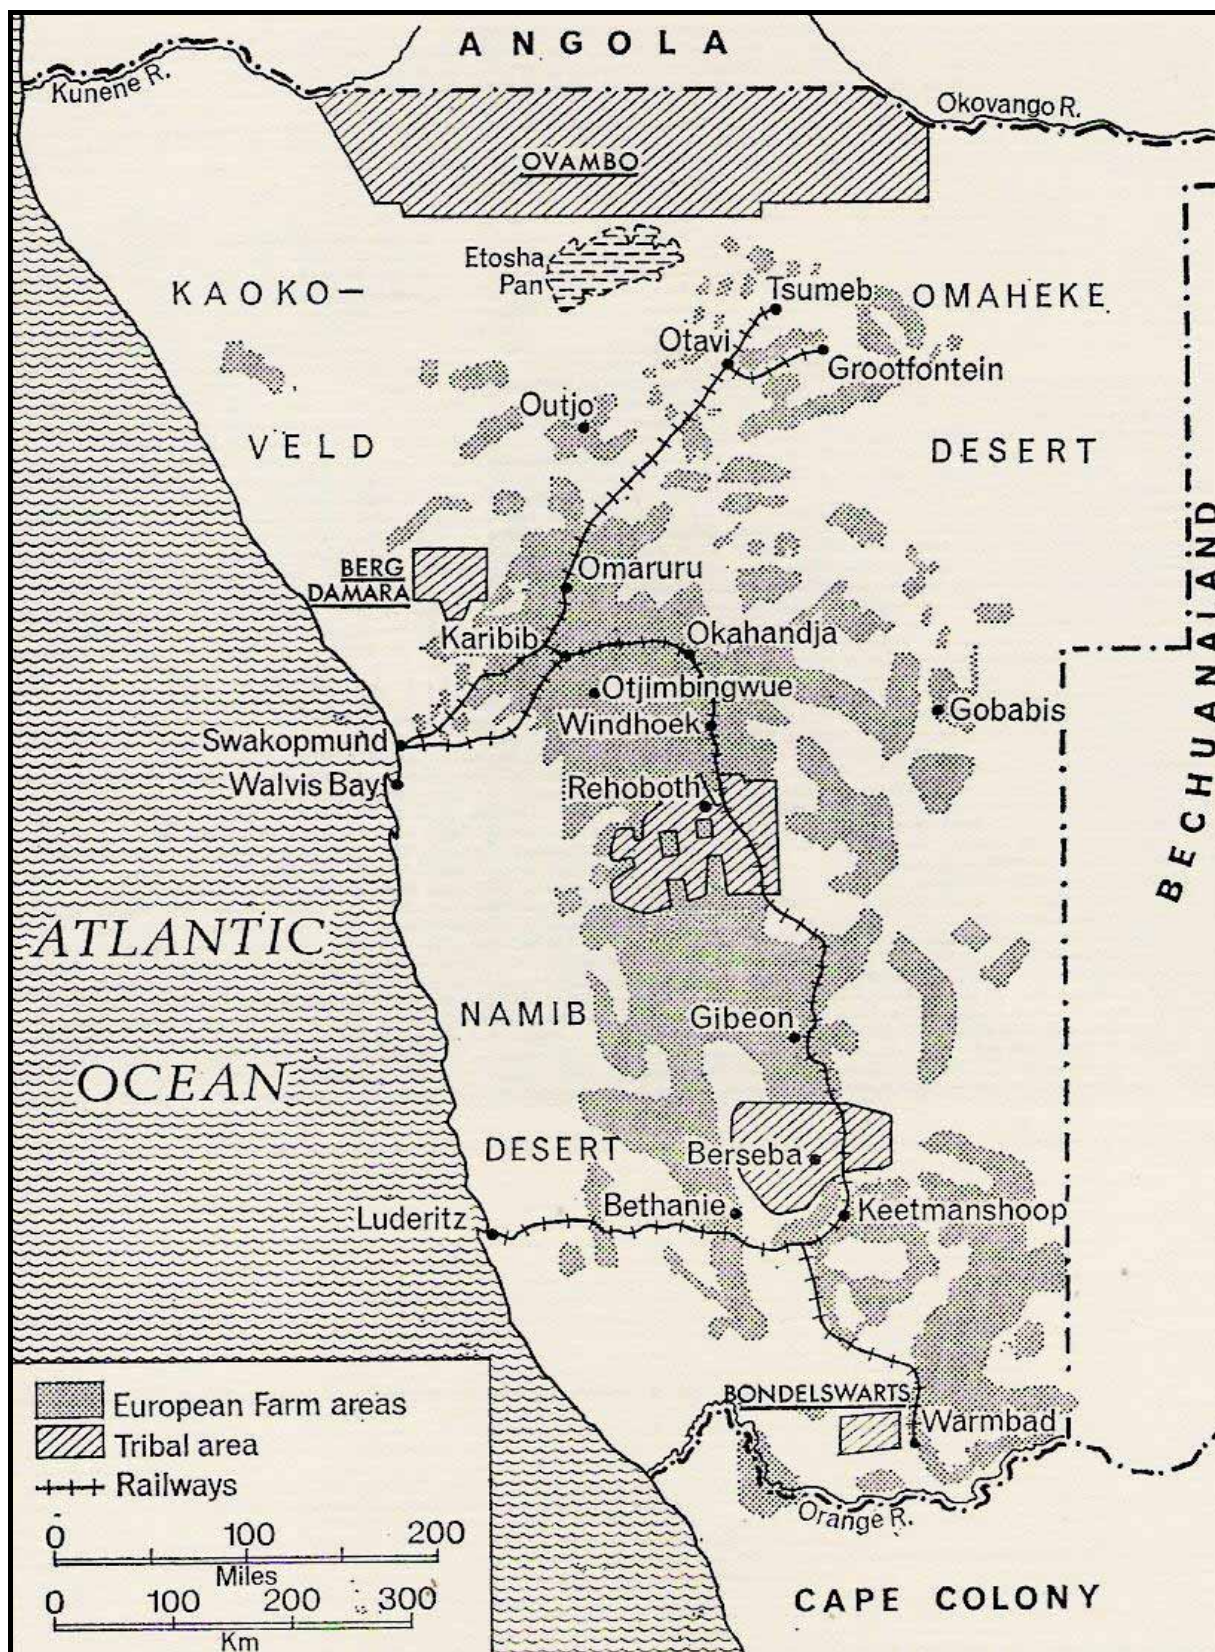 ANGOLA
Kunene R.
Okovango R.
OVAMBO
Etosha
Pan
KAOKO–
Tsumeb
OMAHEKE
Otavi
Grootfontein
Outjo
VELD
DESERT
BECHUANALAND
BERG
DAMARA
Omaruru
Karibib
Okahandja
Otjimbingwue
Gobabis
Windhoek
Swakopmund
Walvis Bay
Rehoboth
ATLANTIC
NAMIB
Gibeon
OCEAN
DESERT
Berseba
Bethanie
Luderitz
Keetmanshoop
BONDELSWARTS
Warmbad
Orange R.
CAPE COLONY
European Farm areas
Tribal area
Railways
0 100 200
Miles
0 100 200 300
Km